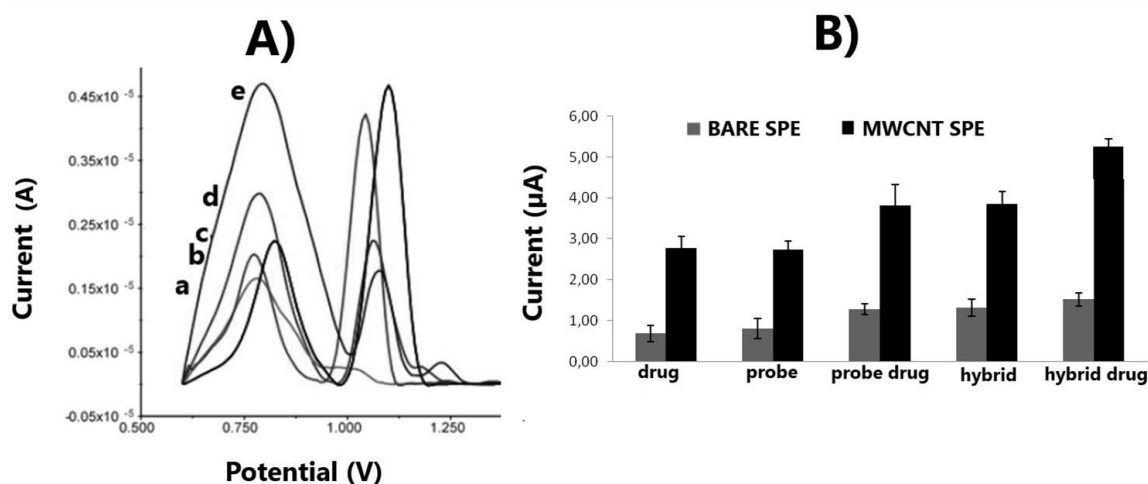 A)
0.45x10 -5
0.35x10 -5
0.25x10 -5
0.15x10 -5
0.05x10 -5
-0.05x10 -5
0.500
0.750
1.000
1.250
Current (A)
Potential (V)
e
d
c
b
a
B)
BARE SPE
MWCNT SPE
6,00
5,00
4,00
3,00
2,00
1,00
0,00
Current (µA)
drug
probe
probe drug
hybrid
hybrid drug